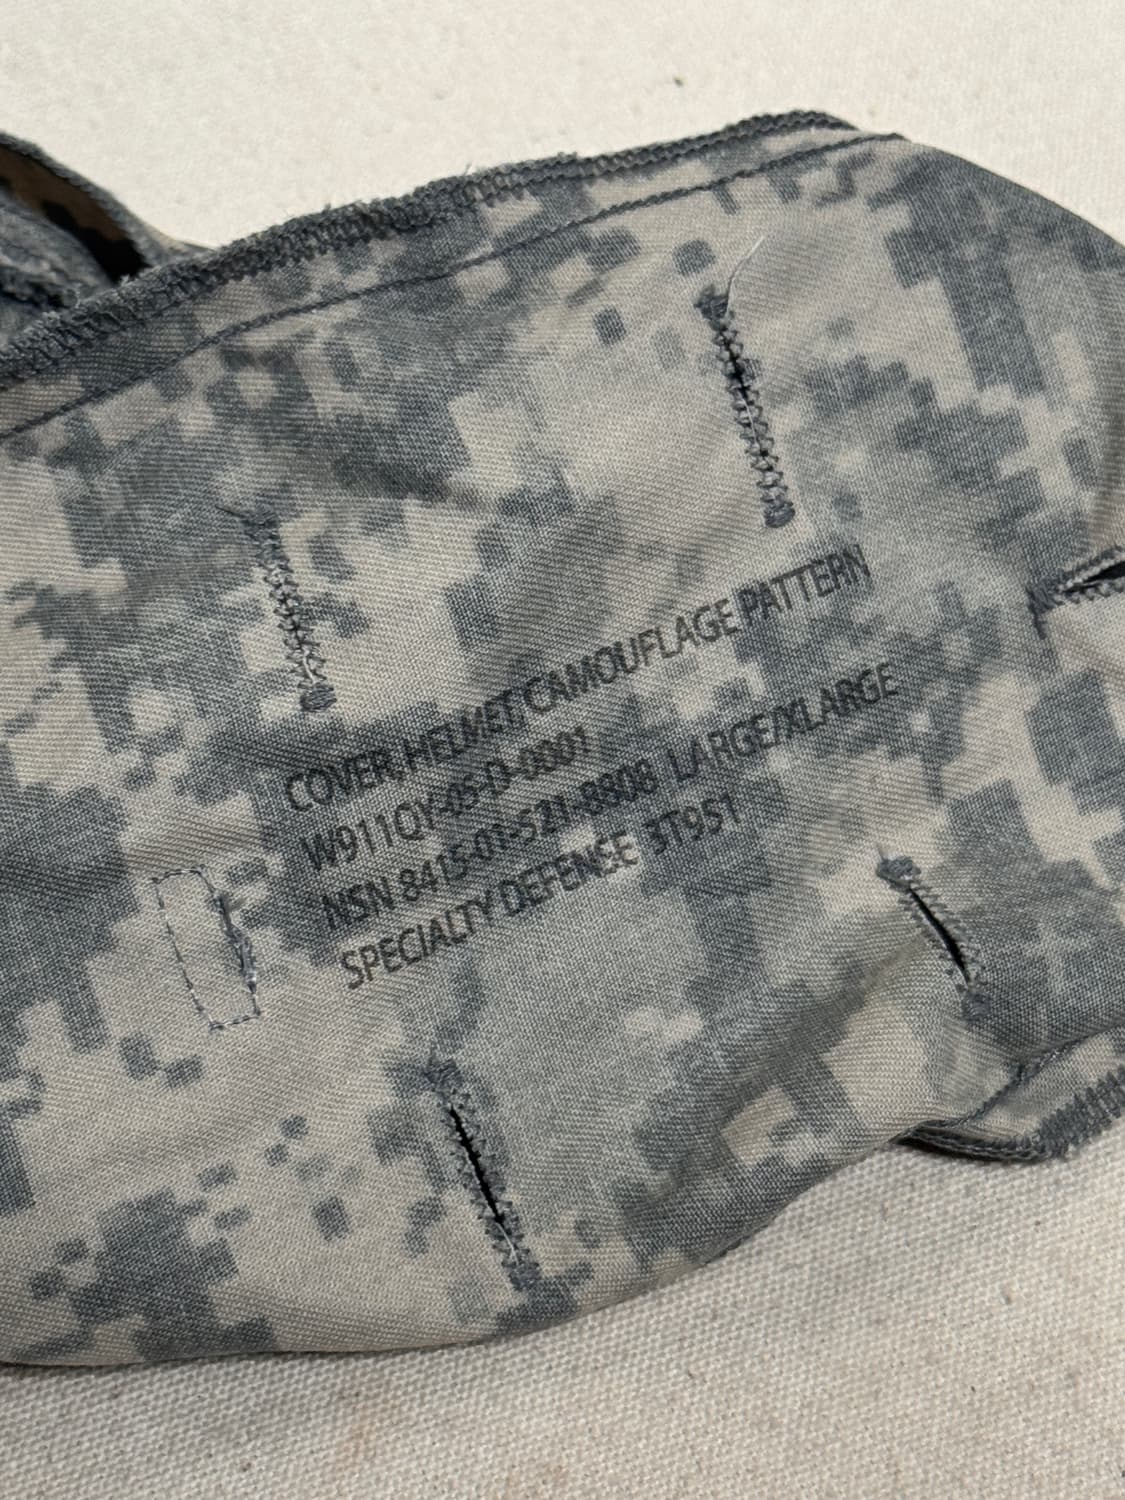 COVER, HELMET, CAMOUFLAGE PATTERN
W911QY-05-D-0001
NSN 8415-01-521-8808 LARGE/XLARGE
SPECIALTY DEFENSE 3T951